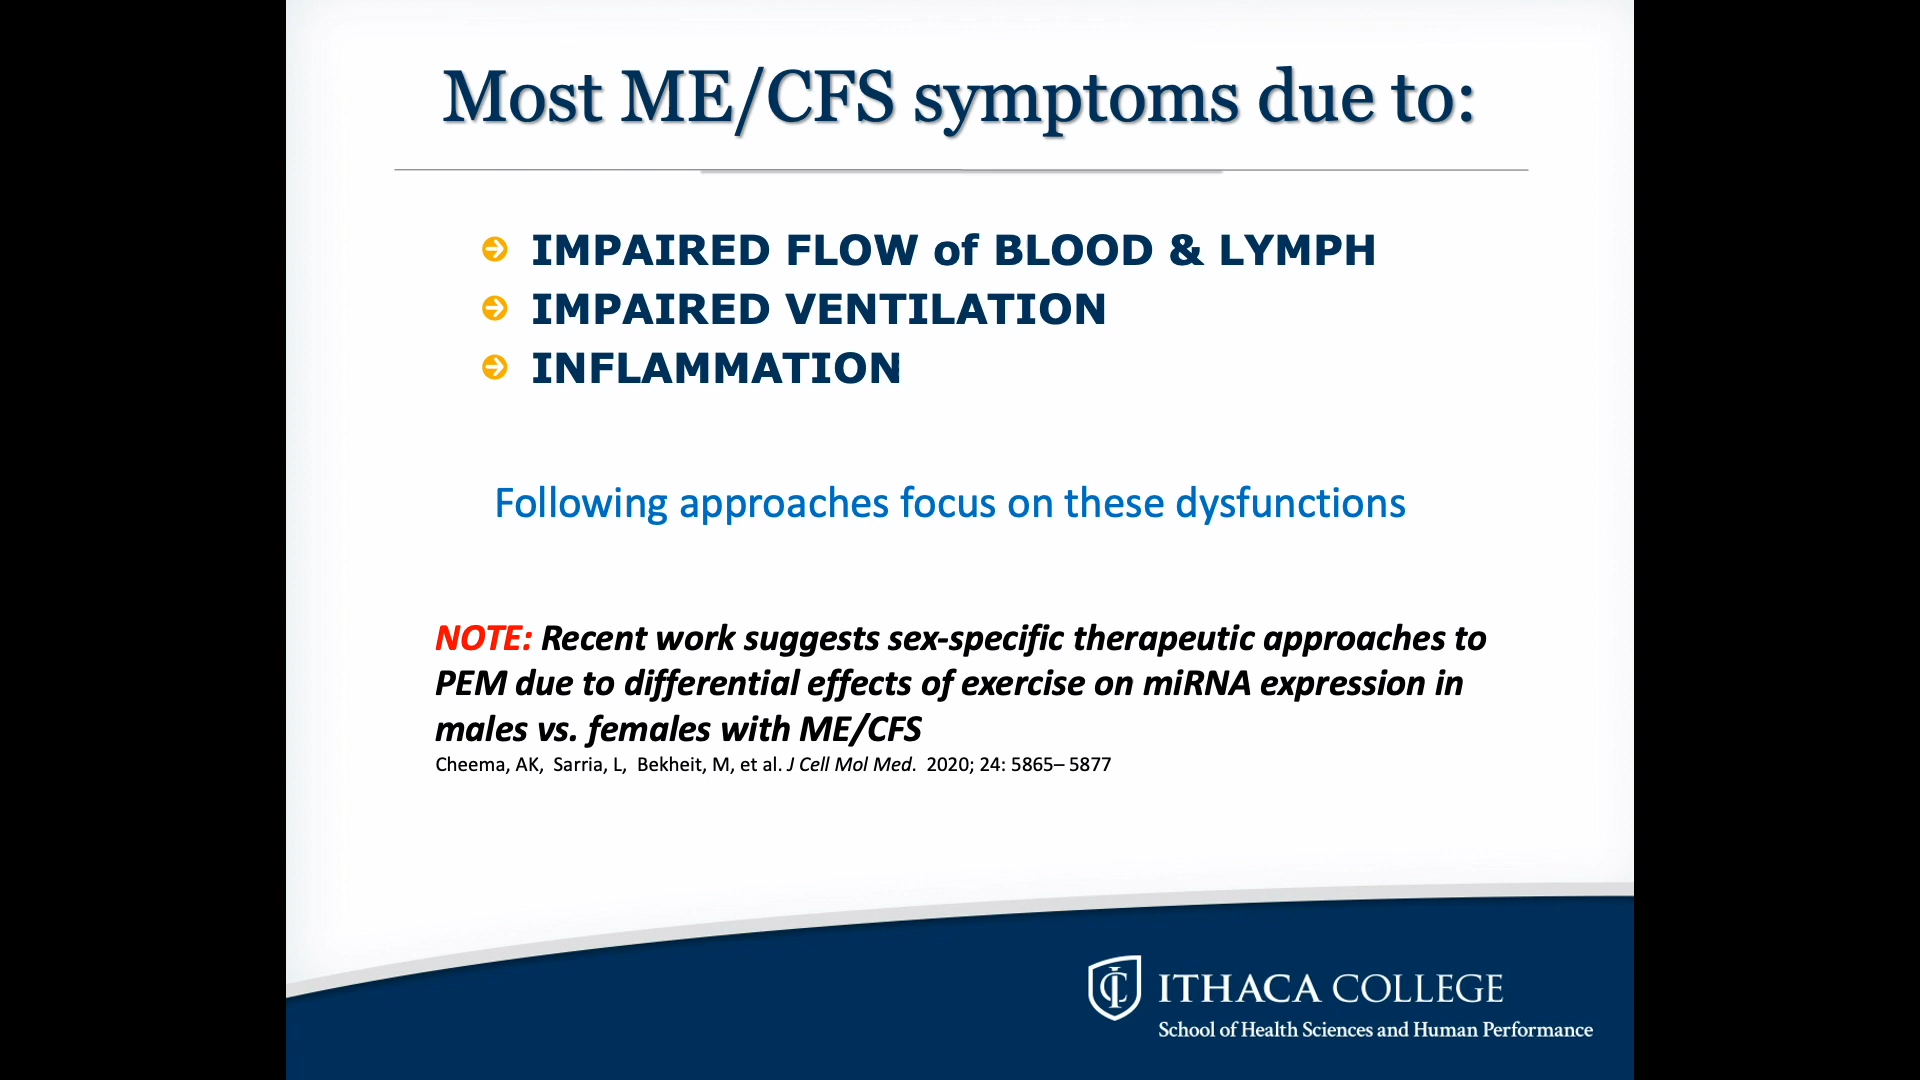 Most ME/CFS symptoms due to:
IMPAIRED FLOW of BLOOD & LYMPH
IMPAIRED VENTILATION
INFLAMMATION
Following approaches focus on these dysfunctions
NOTE: Recent work suggests sex-specific therapeutic approaches to
PEM due to differential effects of exercise on miRNA expression in
males vs. females with ME/CFS
Cheema, AK, Sarria, L, Bekheit, M, et al. J Cell Mol Med. 2020; 24: 5865– 5877
ITHACA COLLEGE
School of Health Sciences and Human Performance